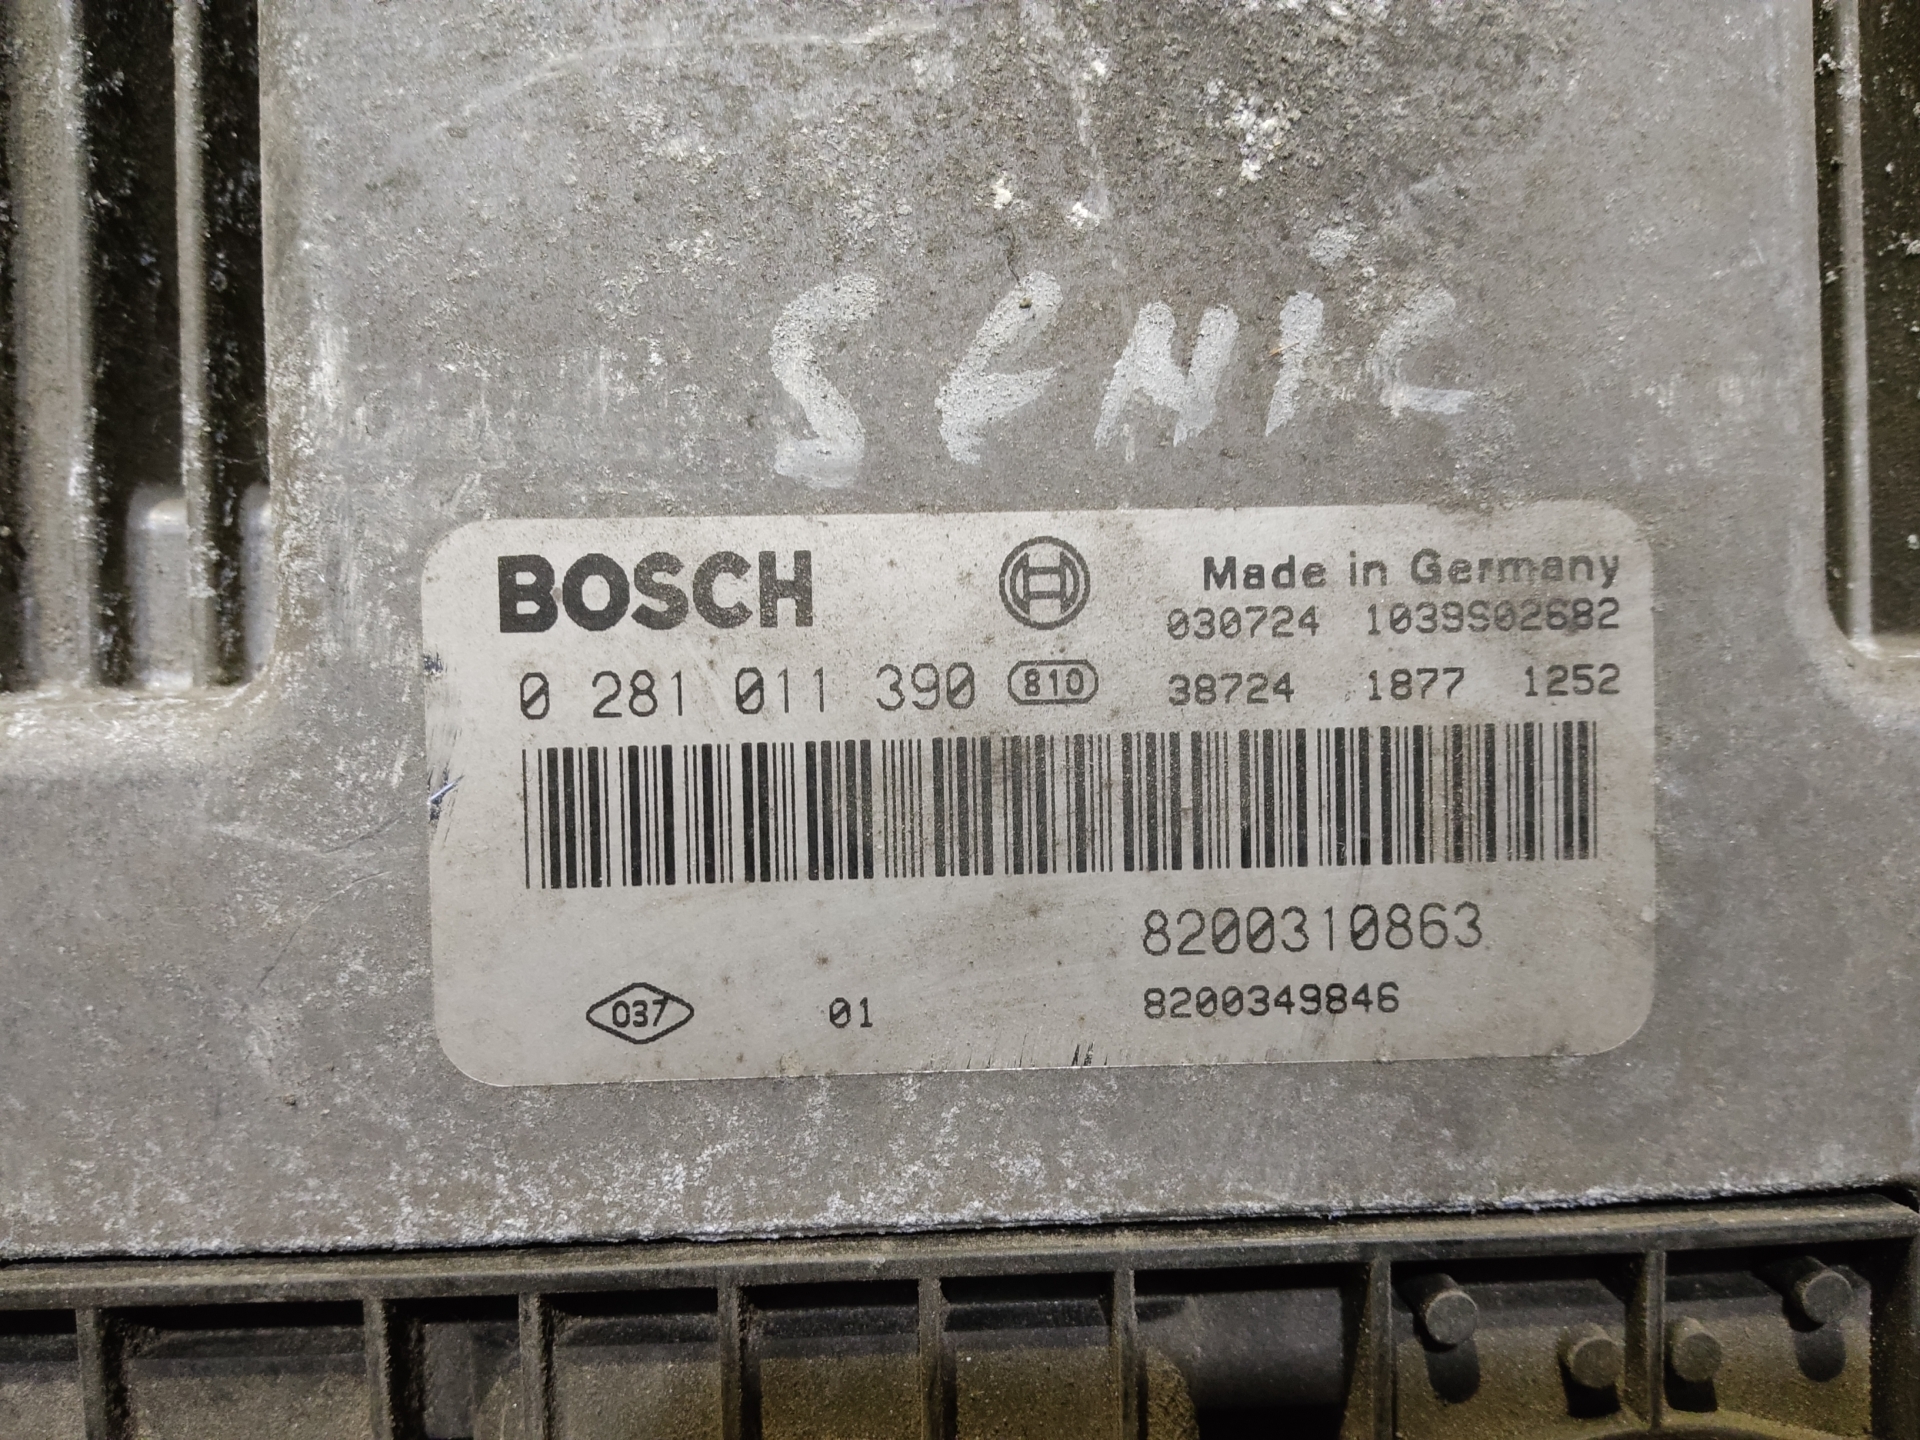 SENIC
BOSCH
Made in Germany
030724 1039S02682
0 281 011 390 810 38724 1877 1252
8200310863
037 01 8200349846